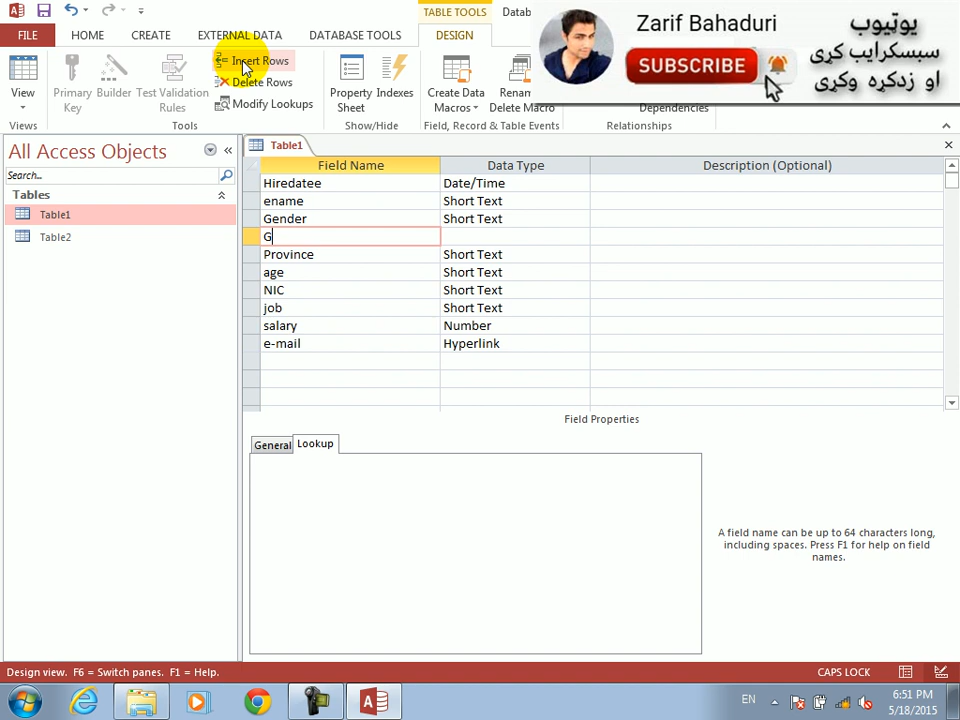 FILE HOME CREATE EXTERNAL DATA DATABASE TOOLS DESIGN
TABLE TOOLS Datab
View
Views
Primary Key
Builder
Test Validation Rules
Insert Rows
Delete Rows
Modify Lookups
Tools
Property Sheet
Indexes
Show/Hide
Create Data Macros
Renam
Delete Macro
Field, Record & Table Events
Dependencies
Relationships
Zarif Bahaduri
SUBSCRIBE
یوتیوب
سبسکرایب کړی
او زدکړه وکړی
All Access Objects
Search...
Tables
Table1
Table2
Table1
Field Name Data Type Description (Optional)
Hiredatee Date/Time
ename Short Text
Gender Short Text
G
Province Short Text
age Short Text
NIC Short Text
job Short Text
salary Number
e-mail Hyperlink
Field Properties
General Lookup
A field name can be up to 64 characters long,
including spaces. Press F1 for help on field
names.
Design view. F6 = Switch panes. F1 = Help.
CAPS LOCK
EN
6:51 PM
5/18/2015